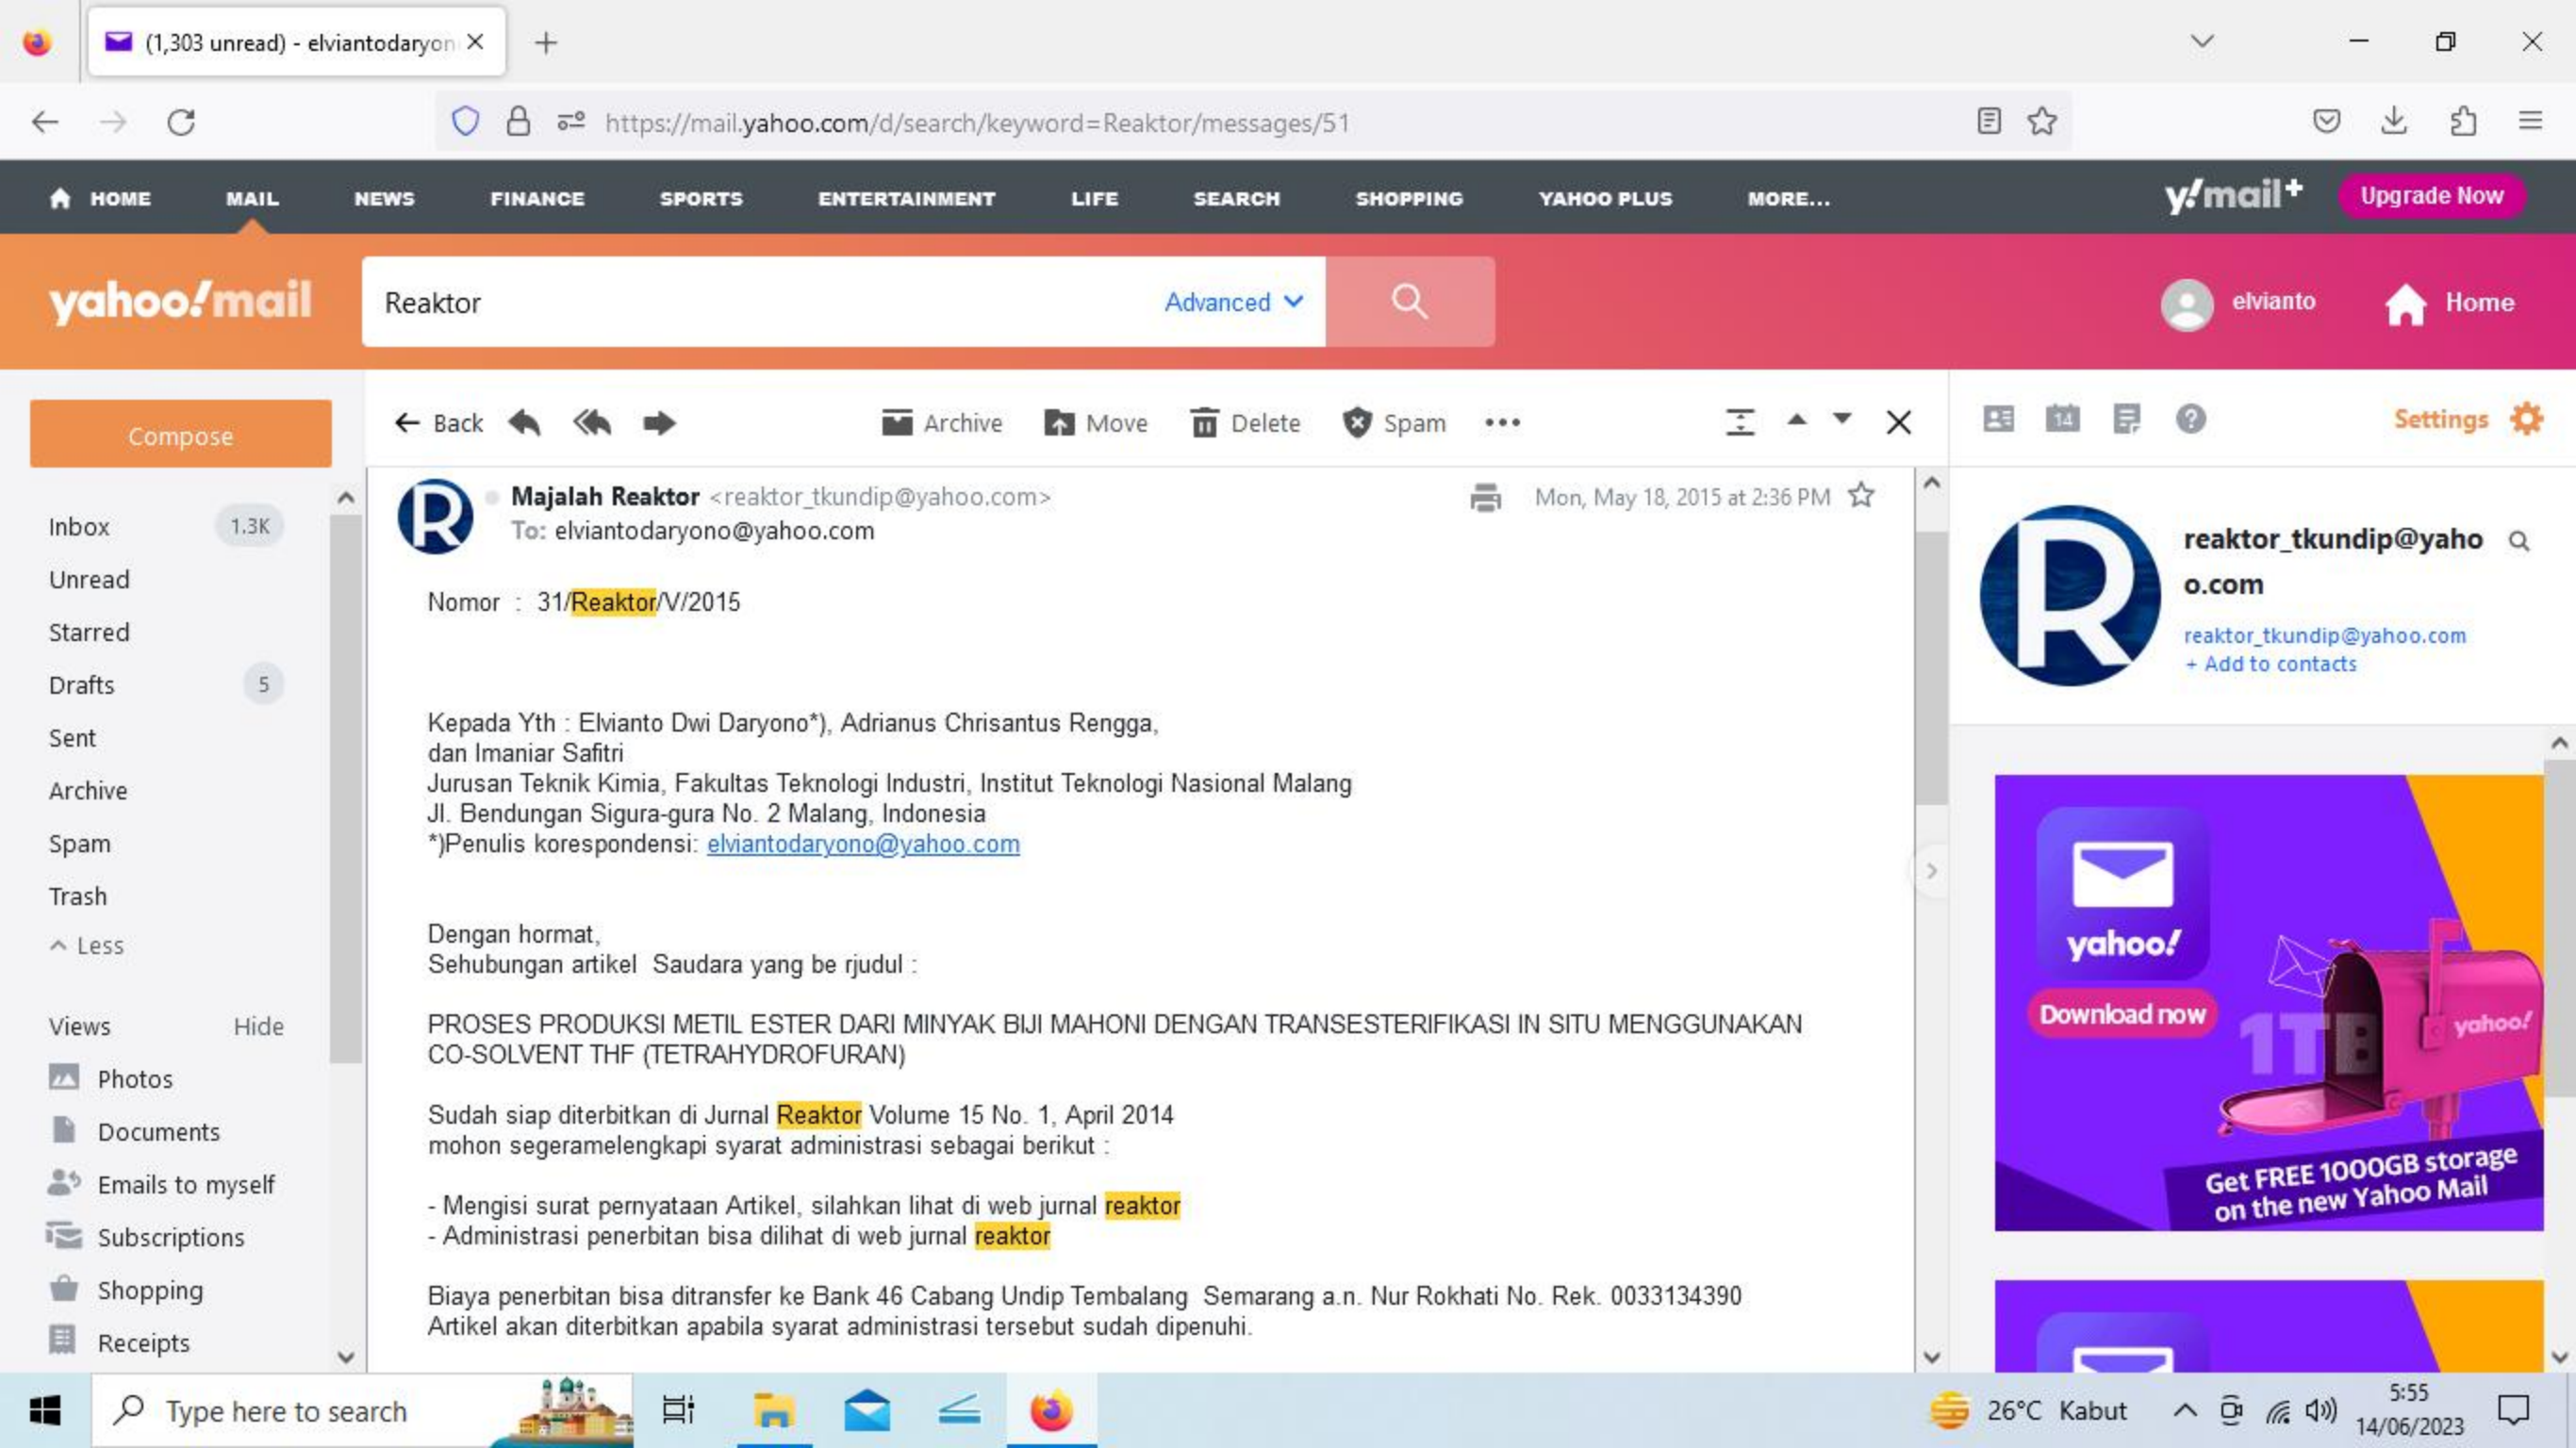 (1,303 unread) - elviantodaryon
https://mail.yahoo.com/d/search/keyword=Reaktor/messages/51
HOME MAIL NEWS FINANCE SPORTS ENTERTAINMENT LIFE SEARCH SHOPPING YAHOO PLUS MORE... y!mail+ Upgrade Now
yahoo!mail Reaktor Advanced elvianto Home
Compose Back Archive Move Delete Spam 14 Settings
Inbox 1.3K
Unread
Starred
Drafts 5
Sent
Archive
Spam
Trash
Less
Views Hide
Photos
Documents
Emails to myself
Subscriptions
Shopping
Receipts
R Majalah Reaktor <reaktor_tkundip@yahoo.com> Mon, May 18, 2015 at 2:36 PM
To: elviantodaryono@yahoo.com
Nomor : 31/Reaktor/V/2015
Kepada Yth : Elvianto Dwi Daryono*), Adrianus Chrisantus Rengga,
dan Imaniar Safitri
Jurusan Teknik Kimia, Fakultas Teknologi Industri, Institut Teknologi Nasional Malang
Jl. Bendungan Sigura-gura No. 2 Malang, Indonesia
*)Penulis korespondensi: elviantodaryono@yahoo.com
Dengan hormat,
Sehubungan artikel Saudara yang be rjudul :
PROSES PRODUKSI METIL ESTER DARI MINYAK BIJI MAHONI DENGAN TRANSESTERIFIKASI IN SITU MENGGUNAKAN
CO-SOLVENT THF (TETRAHYDROFURAN)
Sudah siap diterbitkan di Jurnal Reaktor Volume 15 No. 1, April 2014
mohon segeramelengkapi syarat administrasi sebagai berikut :
- Mengisi surat pernyataan Artikel, silahkan lihat di web jurnal reaktor
- Administrasi penerbitan bisa dilihat di web jurnal reaktor
Biaya penerbitan bisa ditransfer ke Bank 46 Cabang Undip Tembalang Semarang a.n. Nur Rokhati No. Rek. 0033134390
Artikel akan diterbitkan apabila syarat administrasi tersebut sudah dipenuhi.
R
reaktor_tkundip@yaho
o.com
reaktor_tkundip@yahoo.com
+ Add to contacts
yahoo!
Download now
1TB
yahoo!
Get FREE 1000GB storage
on the new Yahoo Mail
Type here to search 26°C Kabut 5:55
14/06/2023